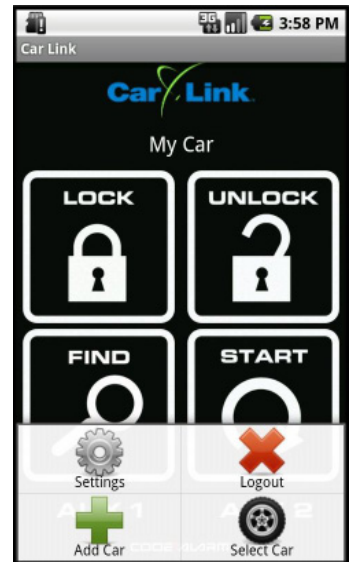 3G 3:58 PM
Car Link
Car Link
My Car
LOCK UNLOCK
FIND START
Settings Logout
Add Car Select Car